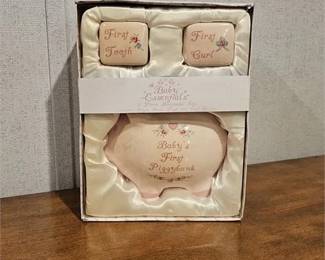 First
Tooth
First
Curl
Baby
Essentials
Baby's
First
Piggybank